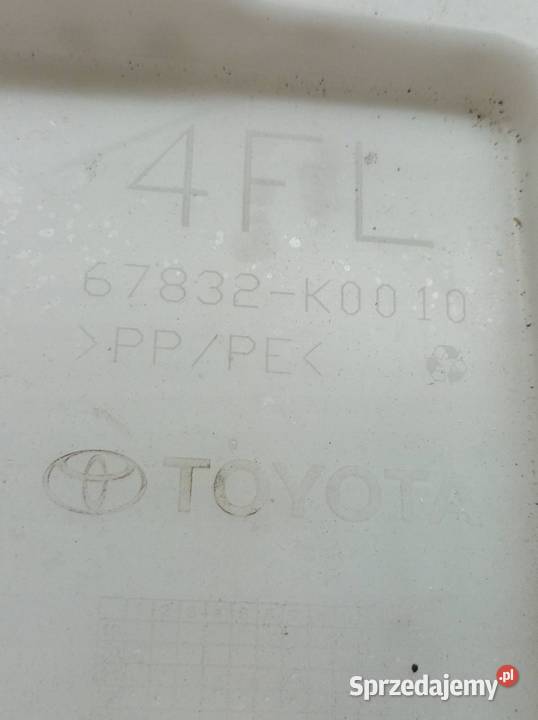 4FL
67832-K0010
>PP/PE<
TOYOTA
Sprzedajemy.pl